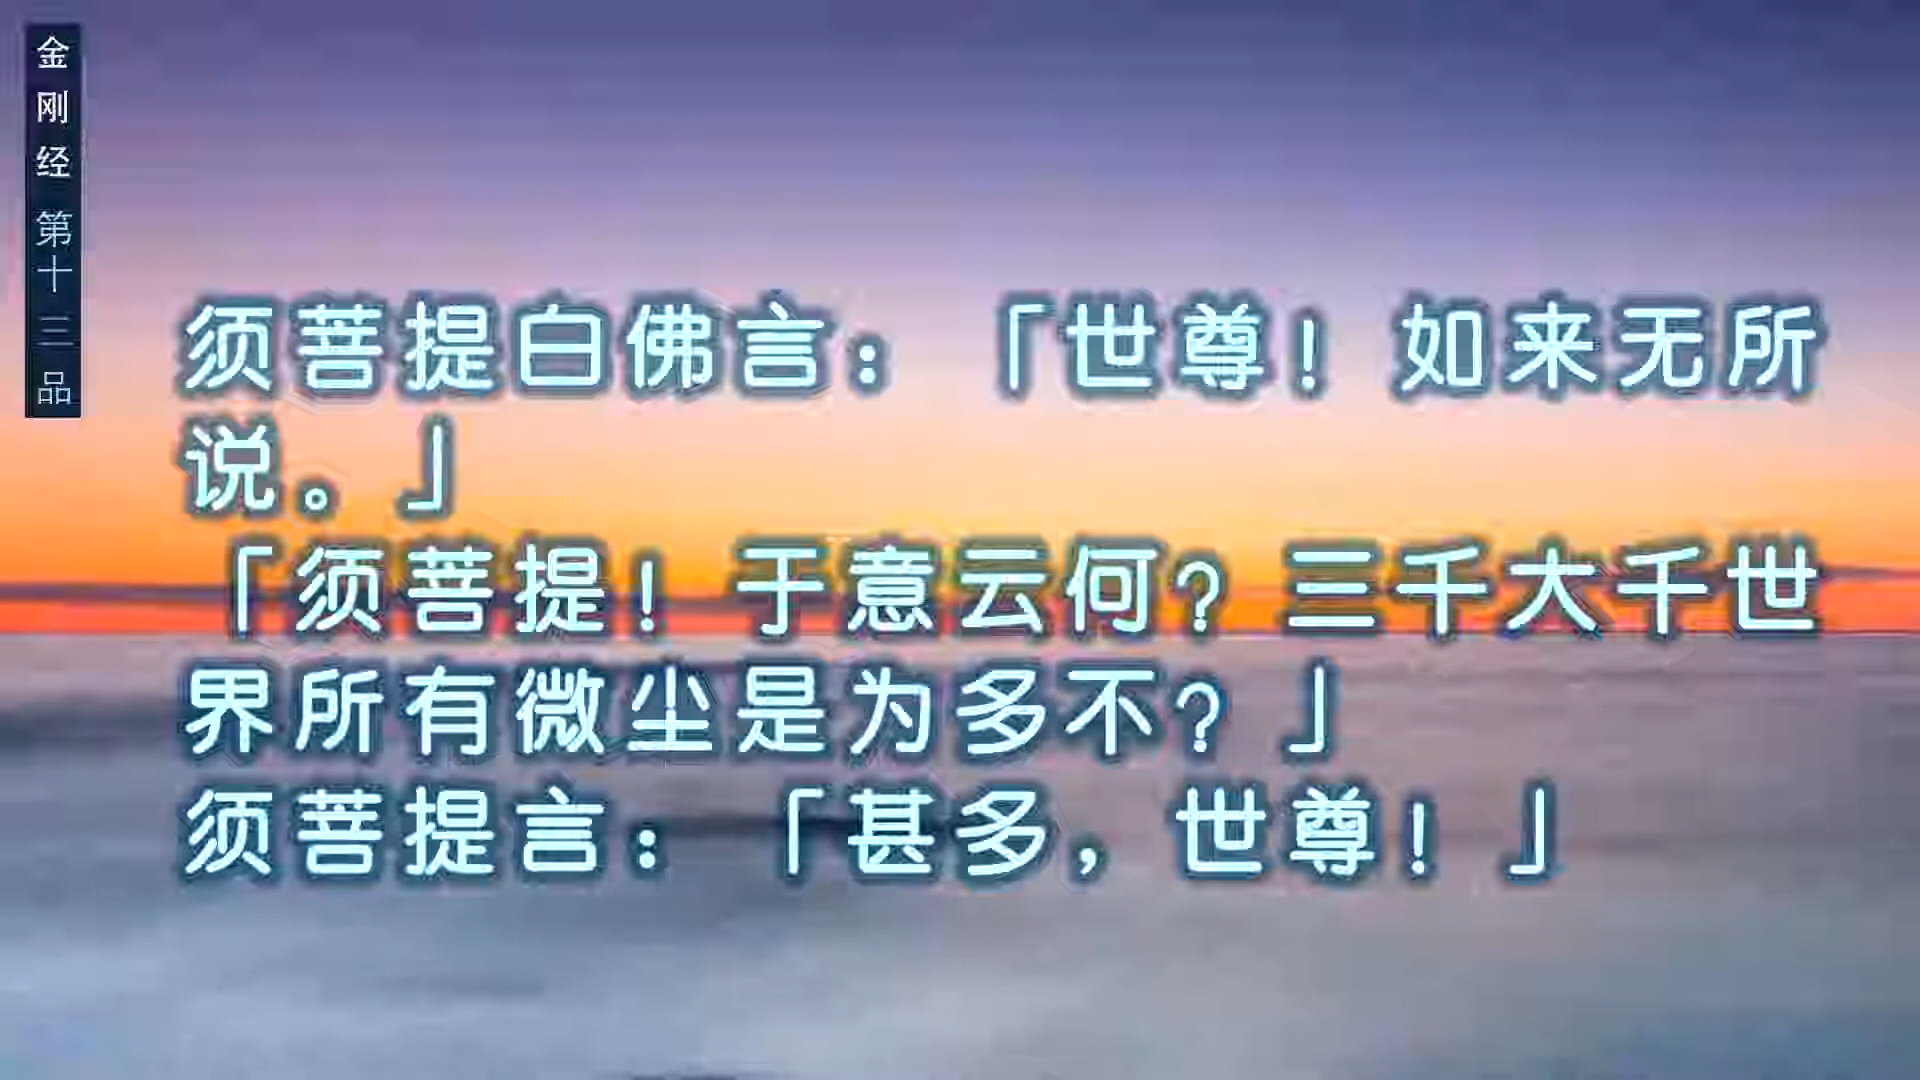 金刚经 第十三品
须菩提白佛言：「世尊！如来无所
说。」
「须菩提！于意云何？三千大千世
界所有微尘是为多不？」
须菩提言：「甚多，世尊！」